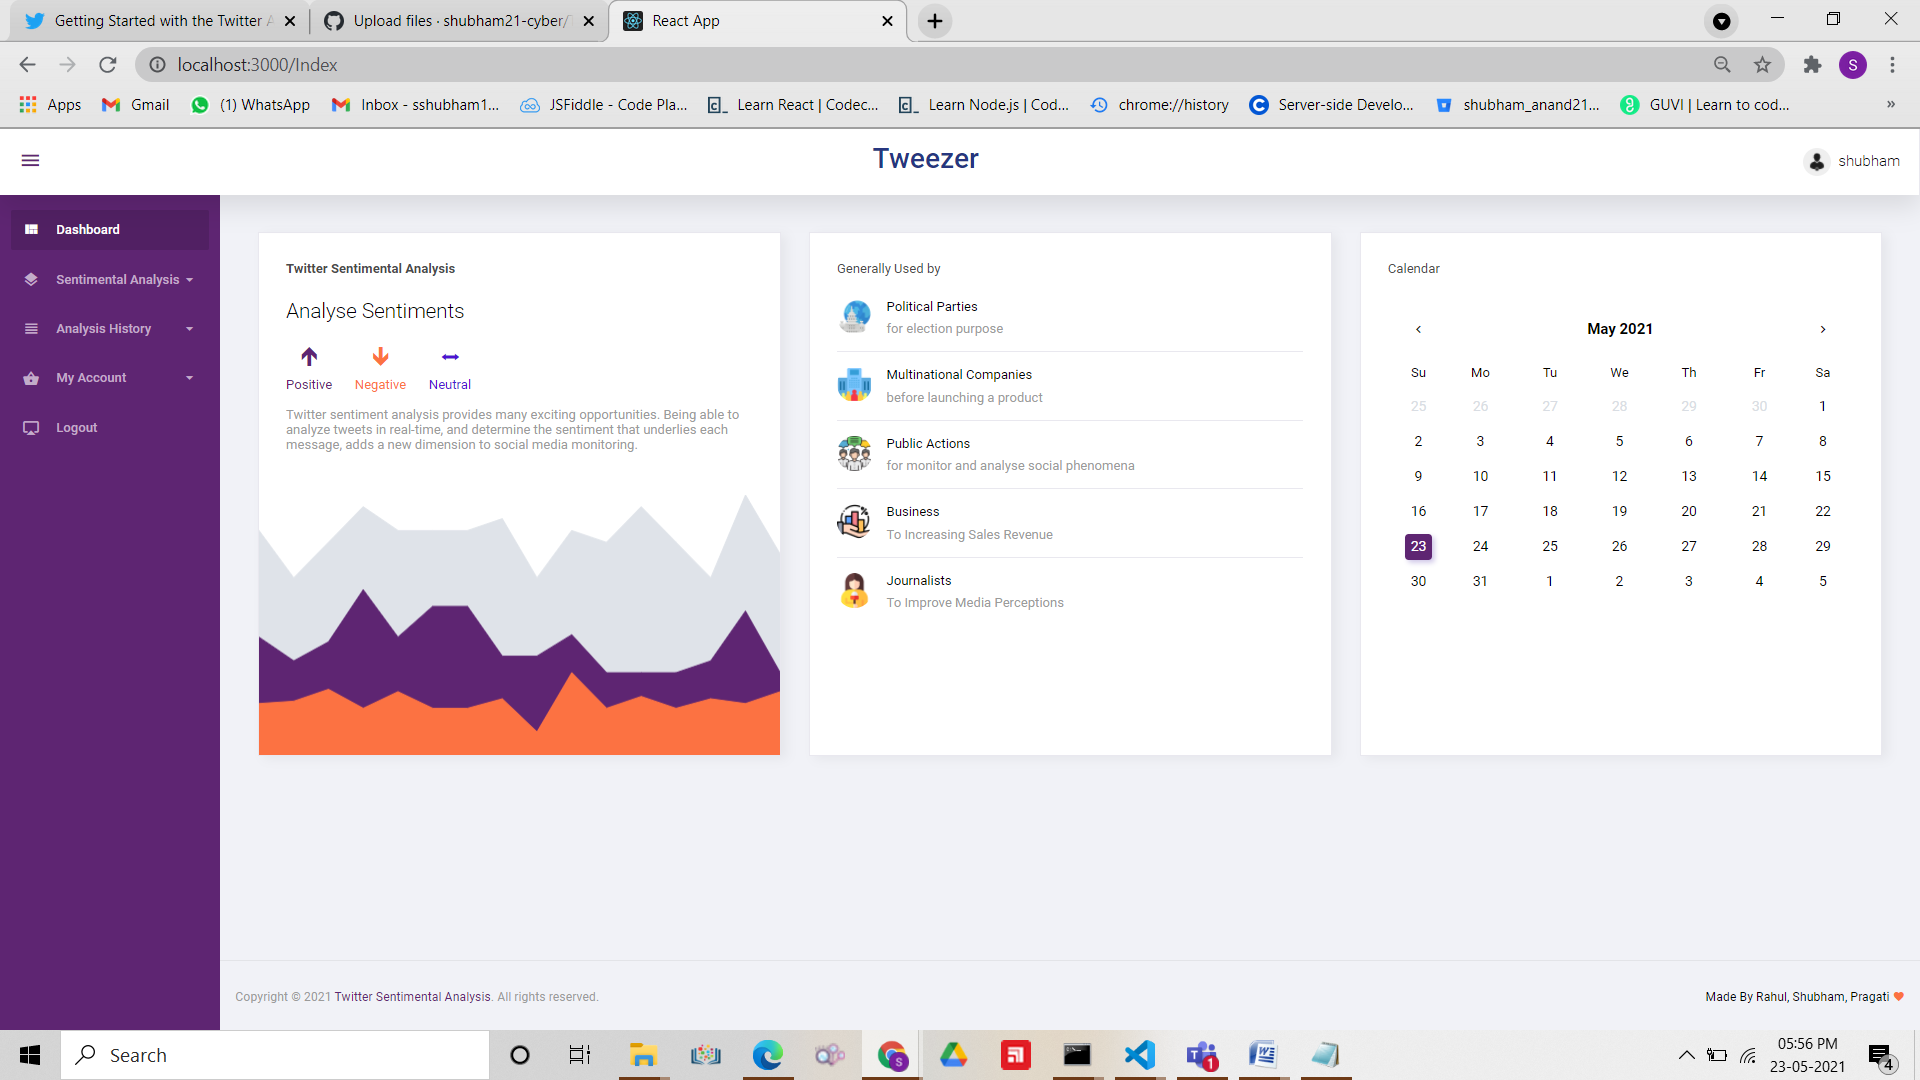 Getting Started with the Twitter A
Upload files · shubham21-cyber/
React App
localhost:3000/Index
S
Apps
Gmail
(1) WhatsApp
Inbox - sshubham1...
JSFiddle - Code Pla...
Learn React | Codec...
Learn Node.js | Cod...
chrome://history
Server-side Develo...
shubham_anand21...
GUVI | Learn to cod...
»
Tweezer
shubham
Dashboard
Sentimental Analysis
Analysis History
My Account
Logout
Twitter Sentimental Analysis
Analyse Sentiments
Positive Negative Neutral
Twitter sentiment analysis provides many exciting opportunities. Being able to
analyze tweets in real-time, and determine the sentiment that underlies each
message, adds a new dimension to social media monitoring.
Generally Used by
Political Parties
for election purpose
Multinational Companies
before launching a product
Public Actions
for monitor and analyse social phenomena
Business
To Increasing Sales Revenue
Journalists
To Improve Media Perceptions
Calendar
‹ May 2021 ›
Su Mo Tu We Th Fr Sa
25 26 27 28 29 30 1
2 3 4 5 6 7 8
9 10 11 12 13 14 15
16 17 18 19 20 21 22
23 24 25 26 27 28 29
30 31 1 2 3 4 5
Copyright © 2021 Twitter Sentimental Analysis. All rights reserved.
Made By Rahul, Shubham, Pragati
Search
S
1
05:56 PM
23-05-2021
4